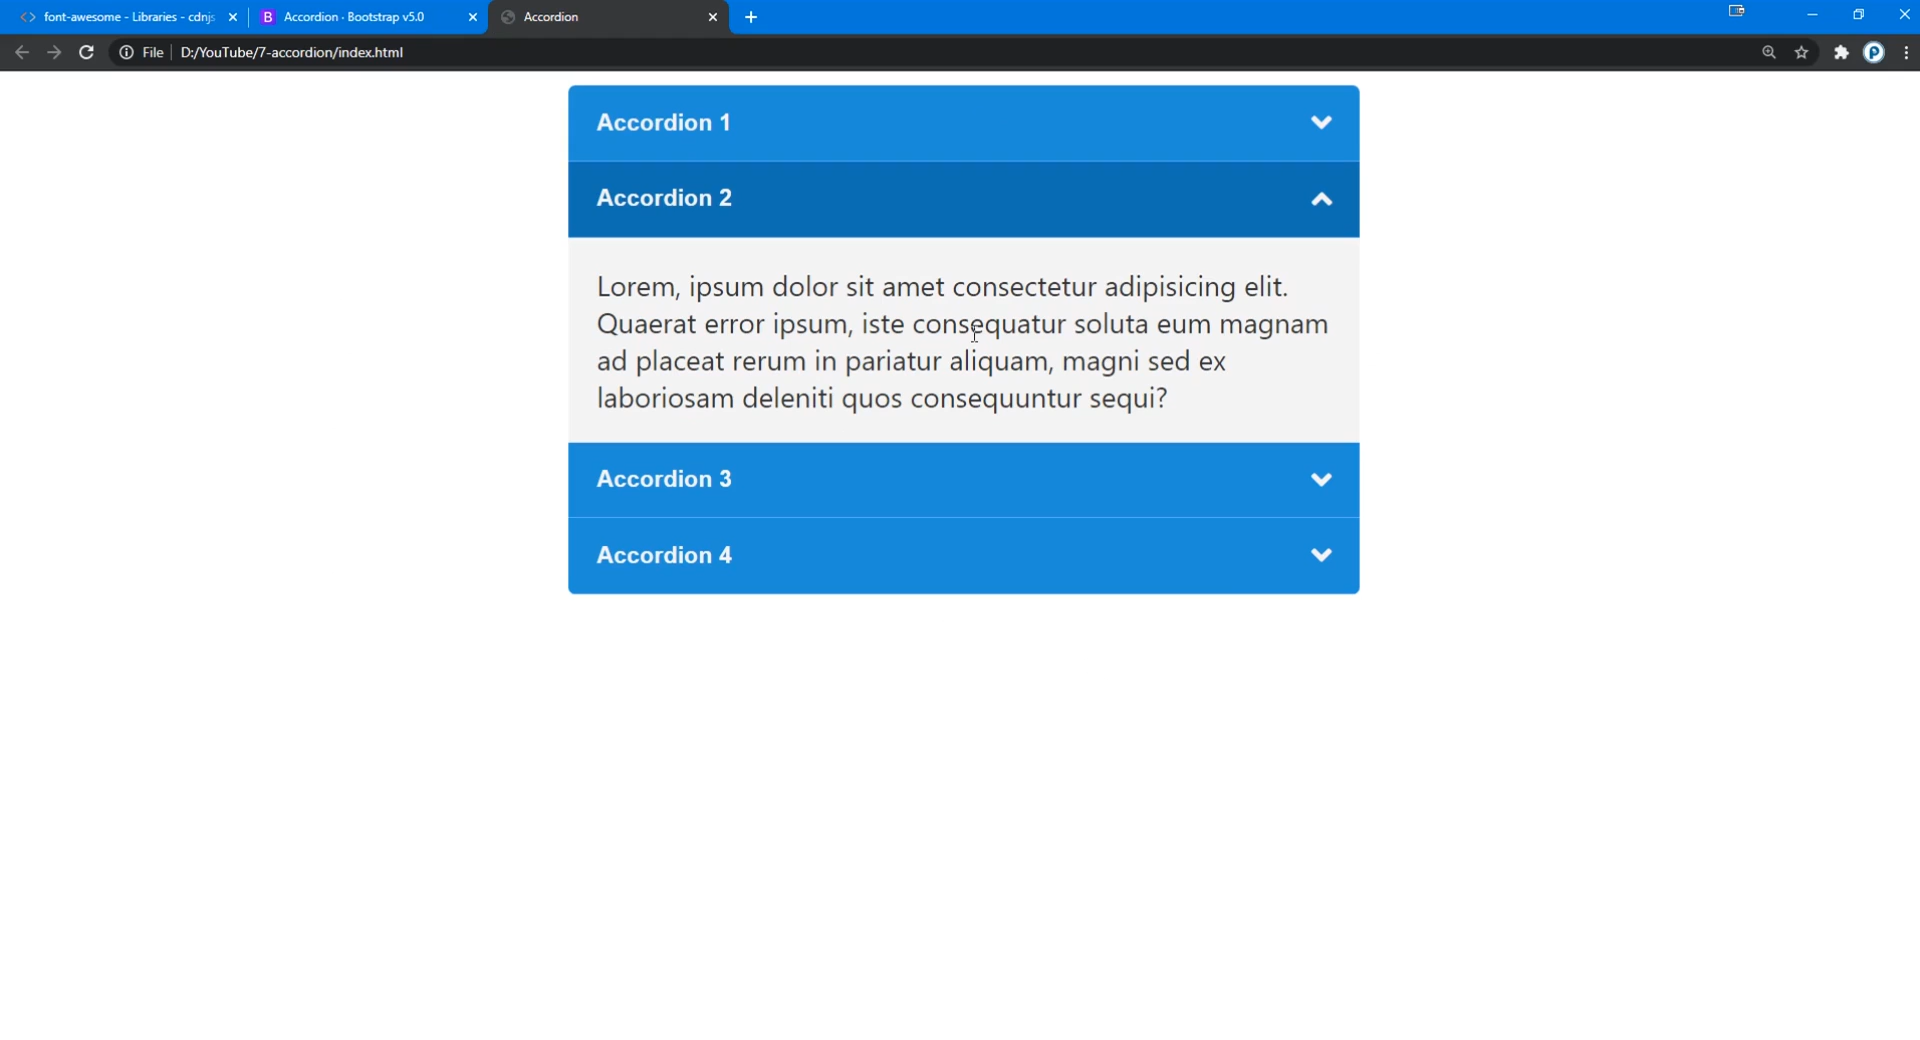 font-awesome - Libraries - cdnjs
Accordion · Bootstrap v5.0
Accordion
File
D:/YouTube/7-accordion/index.html
Accordion 1
Accordion 2
Lorem, ipsum dolor sit amet consectetur adipisicing elit.
Quaerat error ipsum, iste consequatur soluta eum magnam
ad placeat rerum in pariatur aliquam, magni sed ex
laboriosam deleniti quos consequuntur sequi?
Accordion 3
Accordion 4